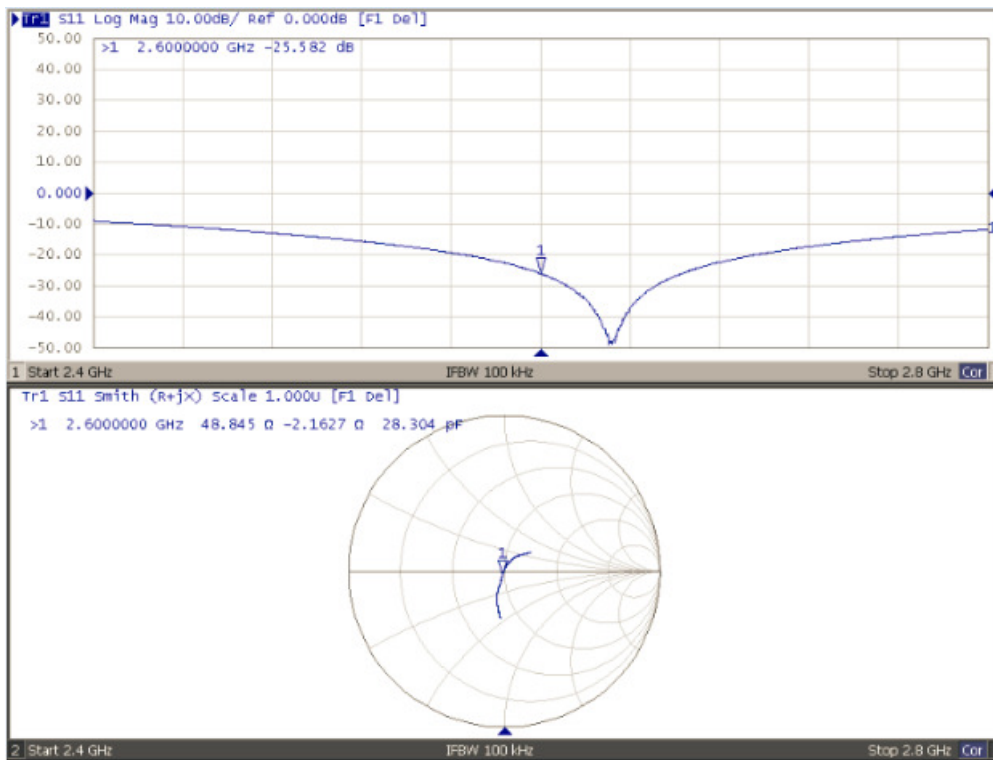 Tr1 S11 Log Mag 10.00dB/ Ref 0.000dB [F1 Del]
50.00
>1 2.6000000 GHz -25.582 dB
40.00
30.00
20.00
10.00
0.000
-10.00
1
-20.00
1
-30.00
-40.00
-50.00
1 Start 2.4 GHz IFBW 100 kHz Stop 2.8 GHz Cor
Tr1 S11 Smith (R+jX) Scale 1.000U [F1 Del]
>1 2.6000000 GHz 48.845 Ω -2.1627 Ω 28.304 pF
1
2 Start 2.4 GHz IFBW 100 kHz Stop 2.8 GHz Cor